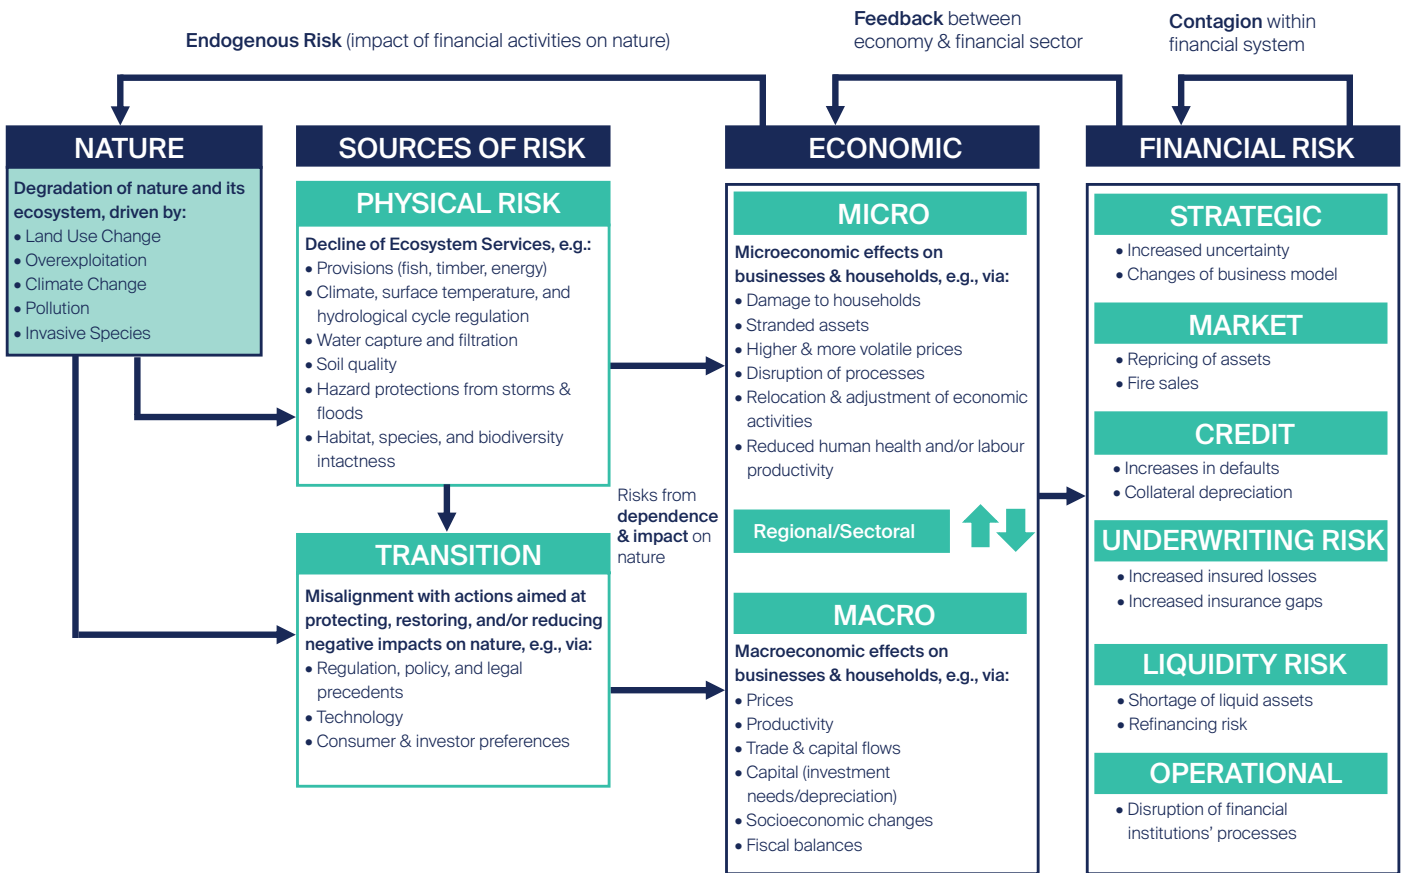 Endogenous Risk (impact of financial activities on nature)
Feedback between
economy & financial sector
Contagion within
financial system
NATURE
Degradation of nature and its
ecosystem, driven by:
• Land Use Change
• Overexploitation
• Climate Change
• Pollution
• Invasive Species
SOURCES OF RISK
PHYSICAL RISK
Decline of Ecosystem Services, e.g.:
• Provisions (fish, timber, energy)
• Climate, surface temperature, and
hydrological cycle regulation
• Water capture and filtration
• Soil quality
• Hazard protections from storms &
floods
• Habitat, species, and biodiversity
intactness
TRANSITION
Misalignment with actions aimed at
protecting, restoring, and/or reducing
negative impacts on nature, e.g., via:
• Regulation, policy, and legal
precedents
• Technology
• Consumer & investor preferences
Risks from
dependence
& impact on
nature
ECONOMIC
MICRO
Microeconomic effects on
businesses & households, e.g., via:
• Damage to households
• Stranded assets
• Higher & more volatile prices
• Disruption of processes
• Relocation & adjustment of economic
activities
• Reduced human health and/or labour
productivity
Regional/Sectoral
MACRO
Macroeconomic effects on
businesses & households, e.g., via:
• Prices
• Productivity
• Trade & capital flows
• Capital (investment
needs/depreciation)
• Socioeconomic changes
• Fiscal balances
FINANCIAL RISK
STRATEGIC
• Increased uncertainty
• Changes of business model
MARKET
• Repricing of assets
• Fire sales
CREDIT
• Increases in defaults
• Collateral depreciation
UNDERWRITING RISK
• Increased insured losses
• Increased insurance gaps
LIQUIDITY RISK
• Shortage of liquid assets
• Refinancing risk
OPERATIONAL
• Disruption of financial
institutions' processes